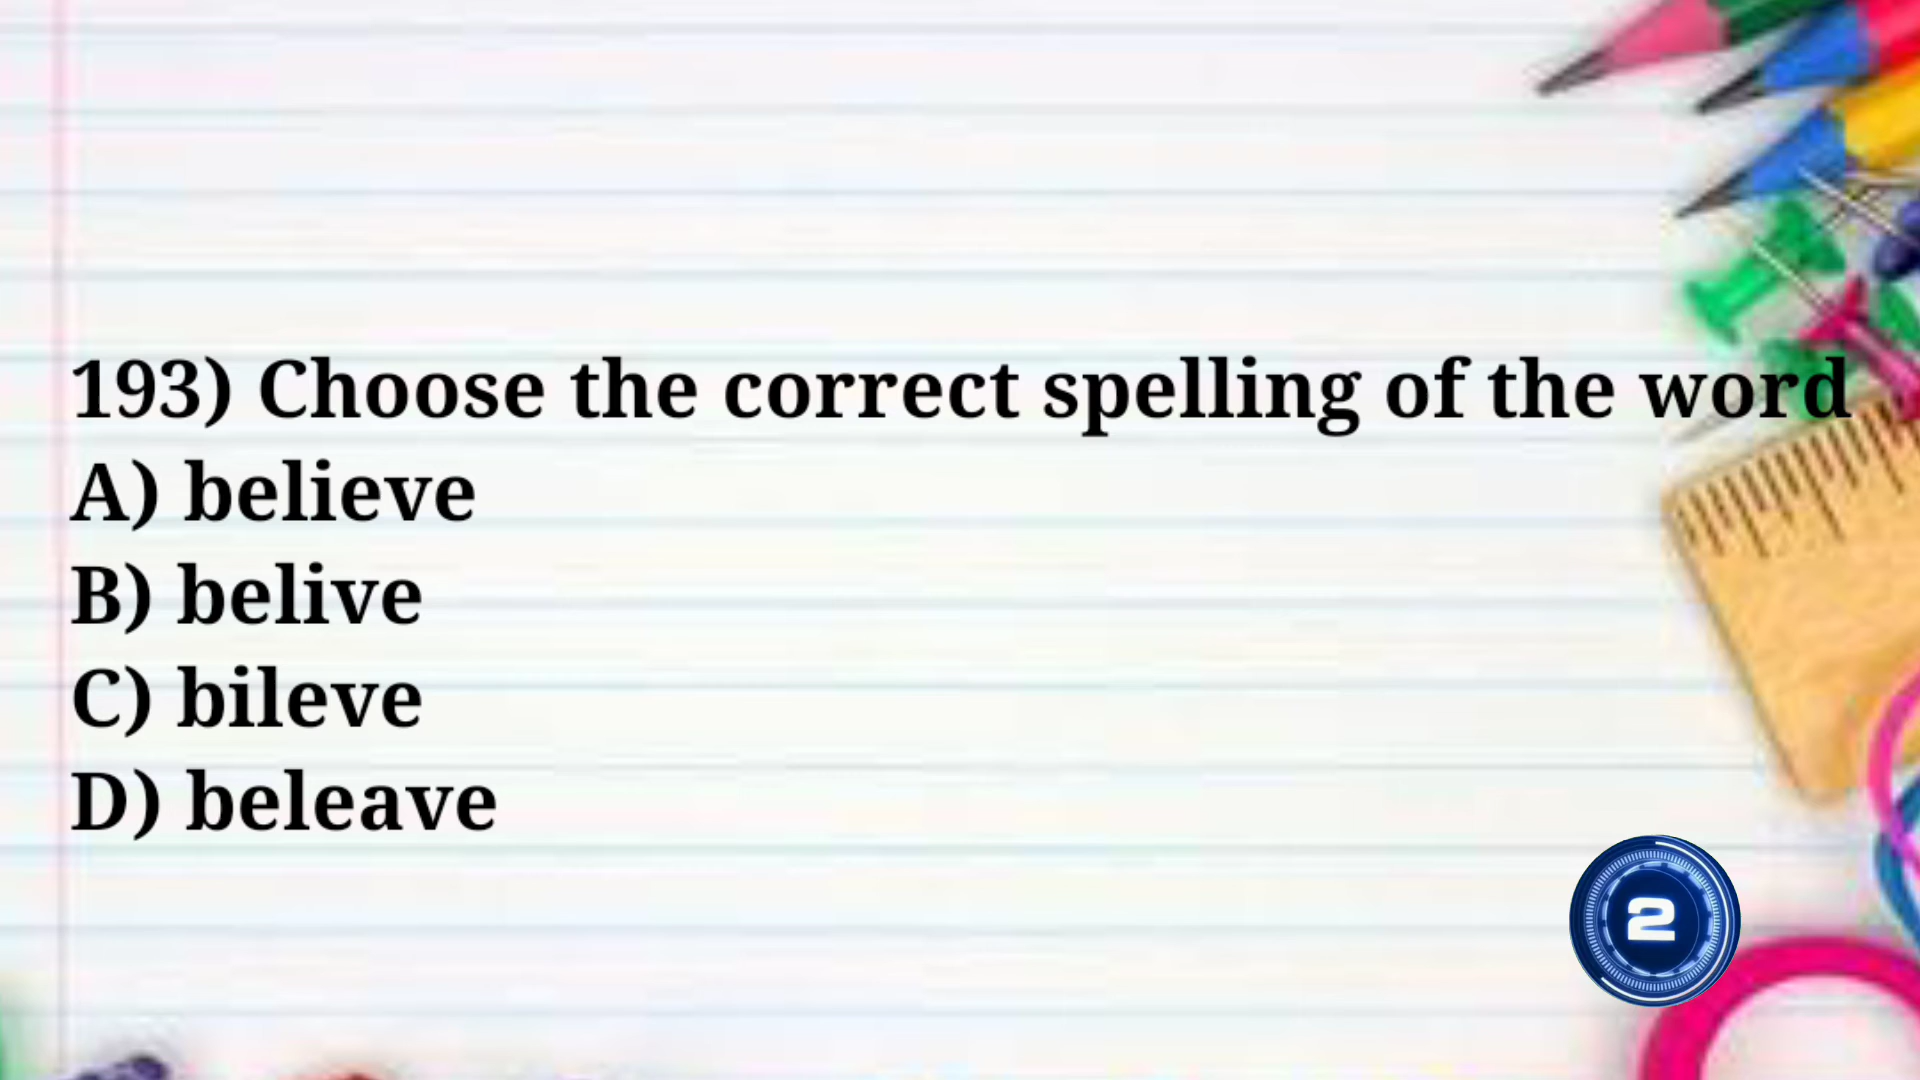 193) Choose the correct spelling of the word
A) believe
B) belive
C) bileve
D) beleave
2